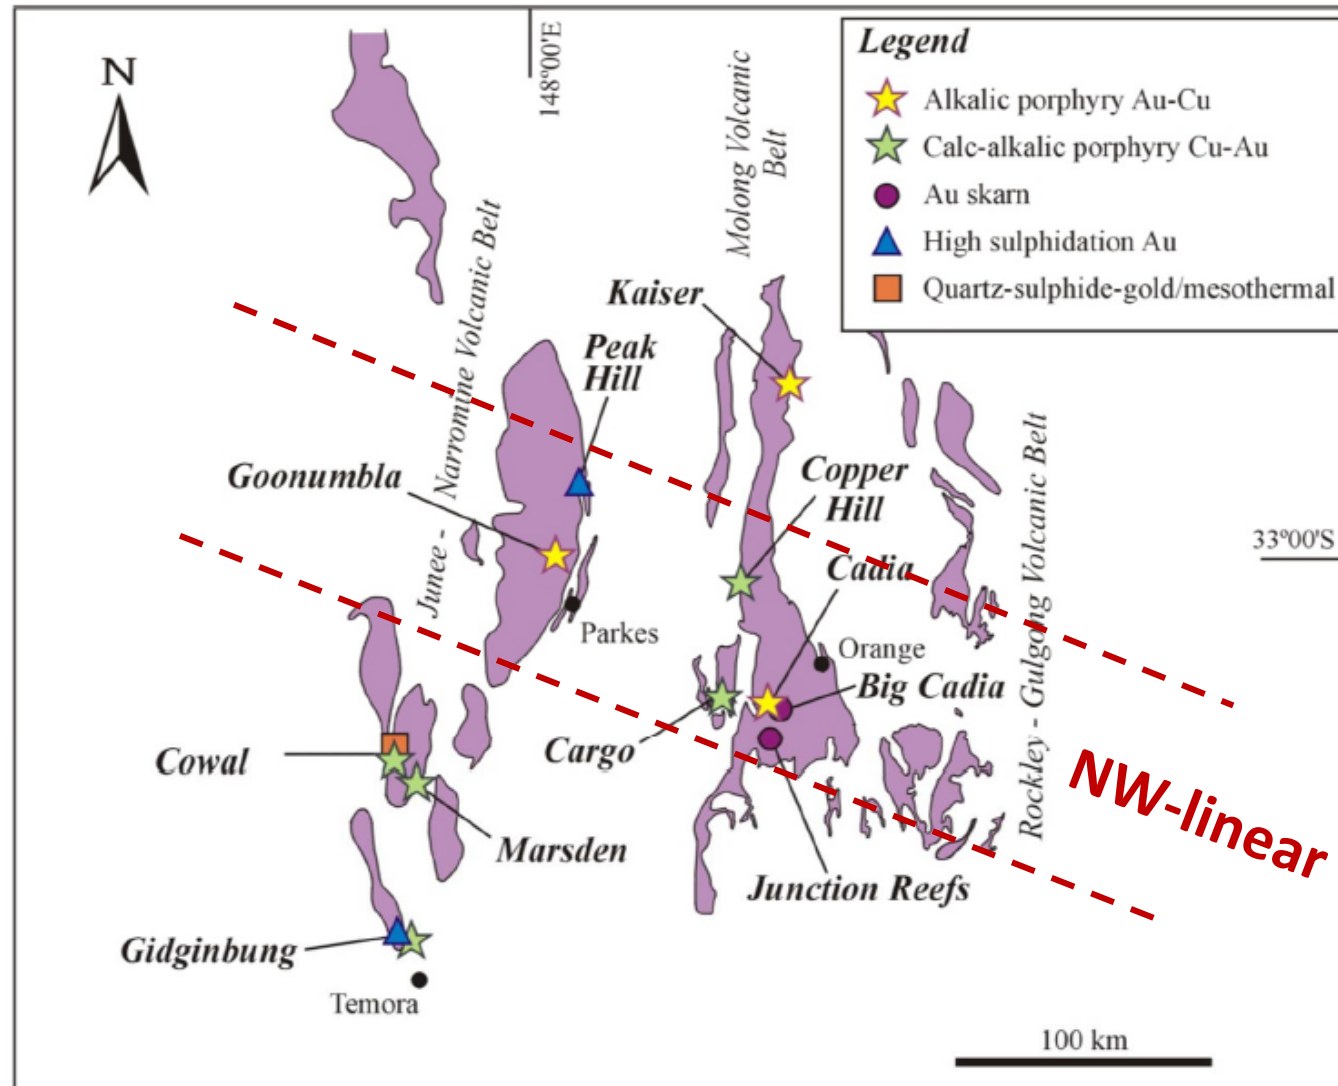 N
148°00'E
Molong Volcanic
Belt
Legend
Alkalic porphyry Au-Cu
Calc-alkalic porphyry Cu-Au
Au skarn
High sulphidation Au
Quartz-sulphide-gold/mesothermal
Junee - Narromine Volcanic Belt
Kaiser
Peak
Hill
Goonumbla
Copper
Hill
33°00'S
Cadia
Parkes
Orange
Big Cadia
Rockley - Gulgong Volcanic Belt
Cargo
Cowal
NW-linear
Marsden
Junction Reefs
Gidginbung
Temora
100 km